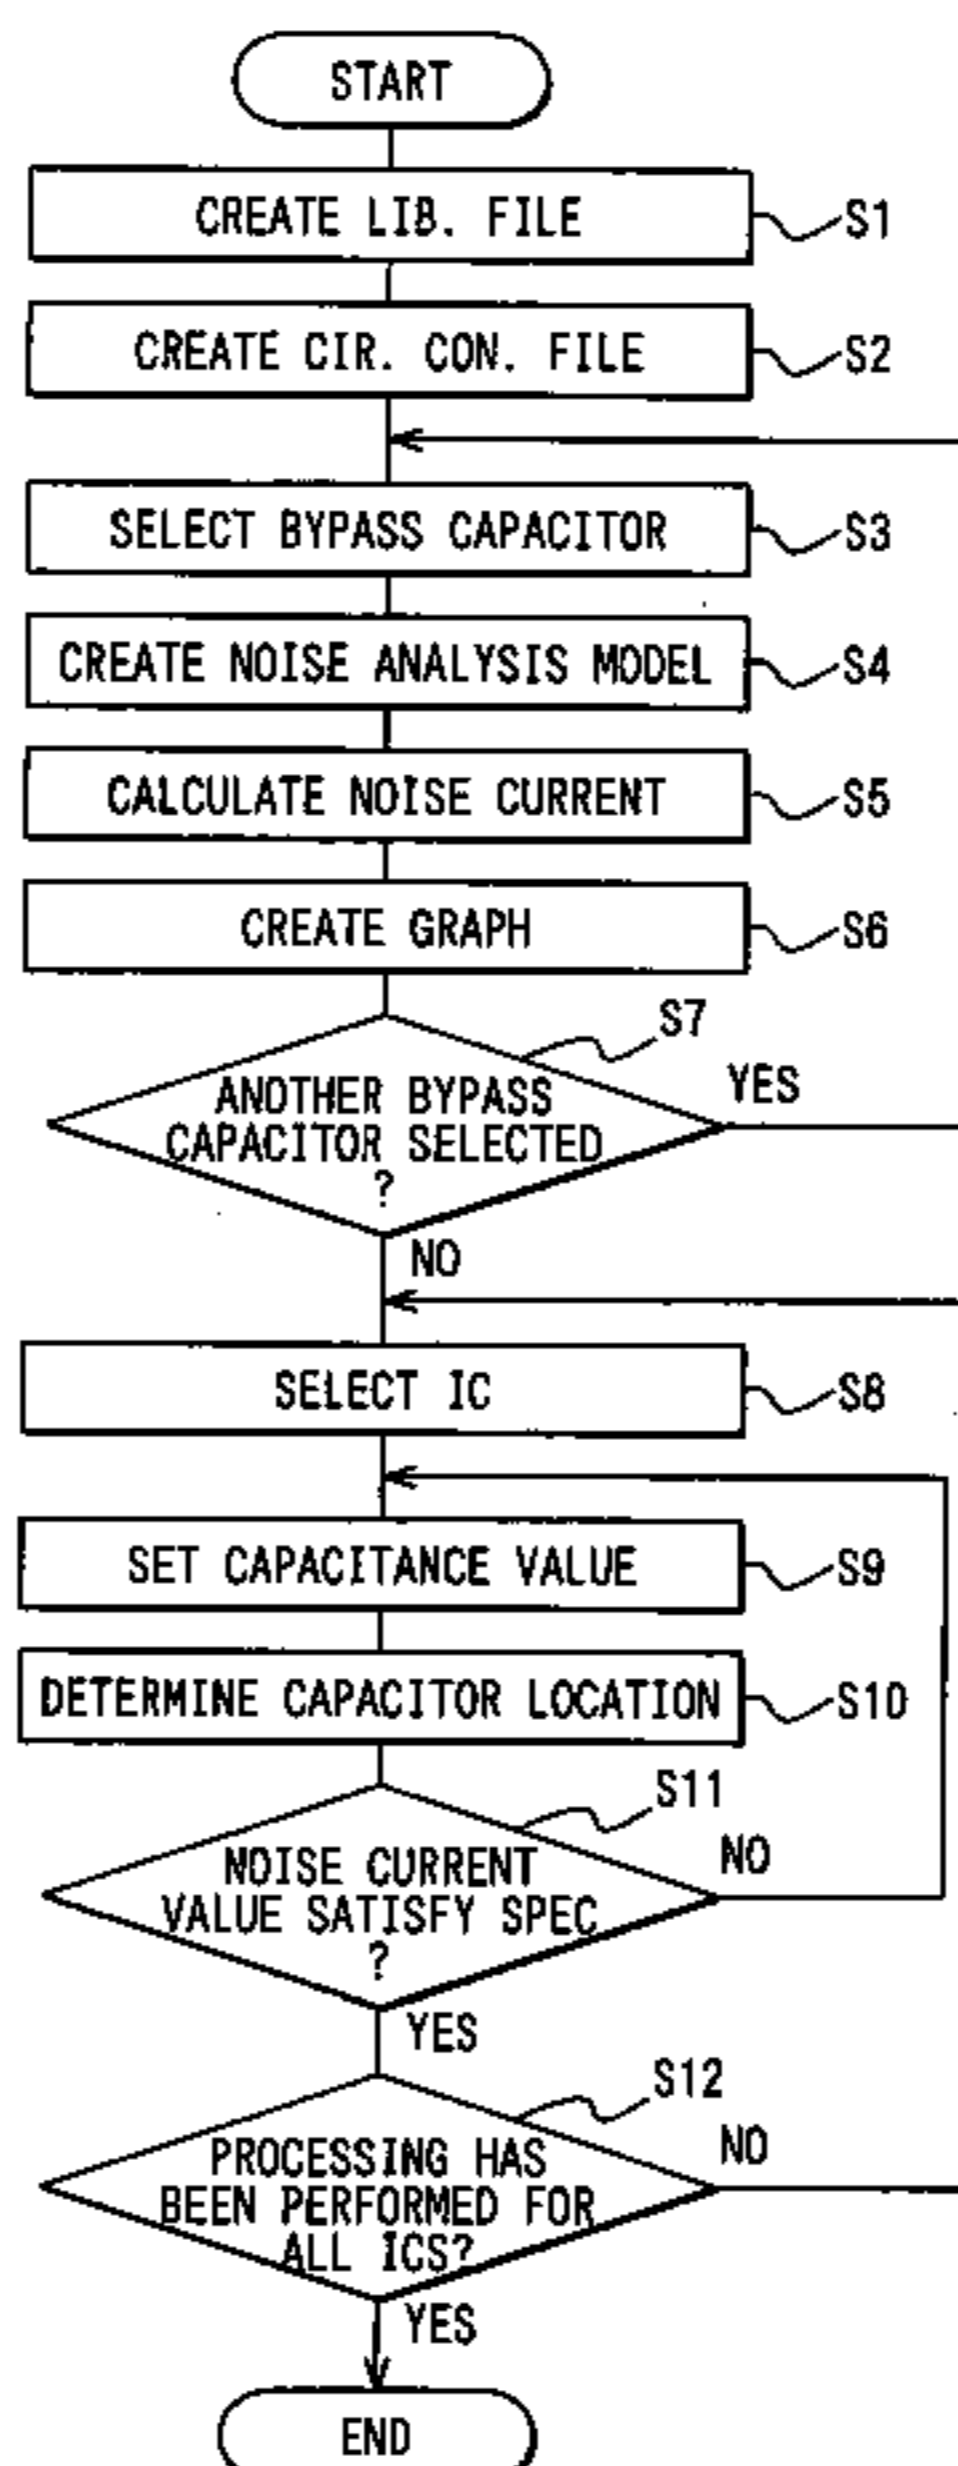 START
CREATE LIB. FILE
S1
CREATE CIR. CON. FILE
S2
SELECT BYPASS CAPACITOR
S3
CREATE NOISE ANALYSIS MODEL
S4
CALCULATE NOISE CURRENT
S5
CREATE GRAPH
S6
S7
ANOTHER BYPASS
CAPACITOR SELECTED
?
YES
NO
SELECT IC
S8
SET CAPACITANCE VALUE
S9
DETERMINE CAPACITOR LOCATION
S10
S11
NOISE CURRENT
VALUE SATISFY SPEC
?
NO
YES
S12
PROCESSING HAS
BEEN PERFORMED FOR
ALL ICS?
NO
YES
END